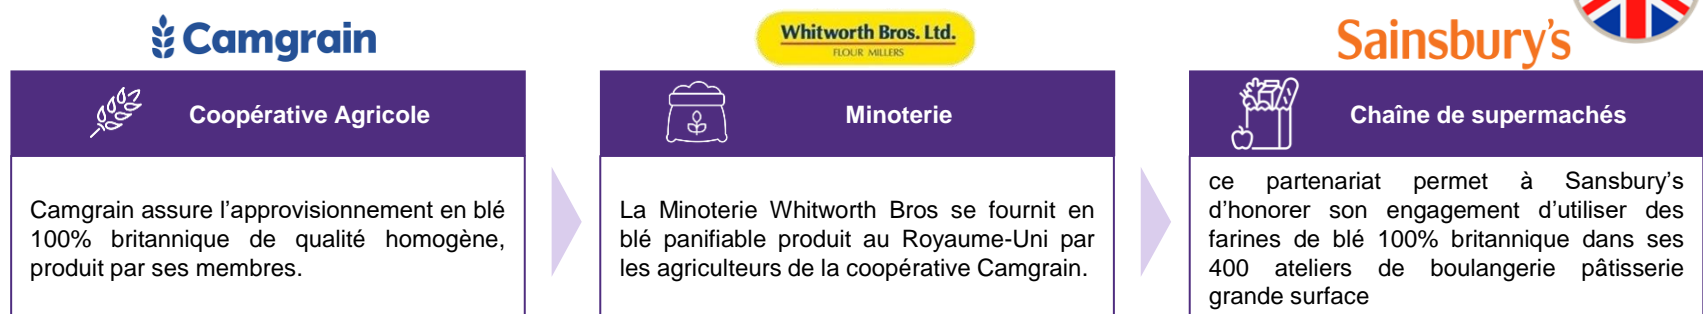 Camgrain
Coopérative Agricole
Camgrain assure l’approvisionnement en blé
100% britannique de qualité homogène,
produit par ses membres.
Whitworth Bros. Ltd.
FLOUR MILLERS
Minoterie
La Minoterie Whitworth Bros se fournit en
blé panifiable produit au Royaume-Uni par
les agriculteurs de la coopérative Camgrain.
Sainsbury's
Chaîne de supermachés
ce partenariat permet à Sansbury’s
d’honorer son engagement d’utiliser des
farines de blé 100% britannique dans ses
400 ateliers de boulangerie pâtisserie
grande surface